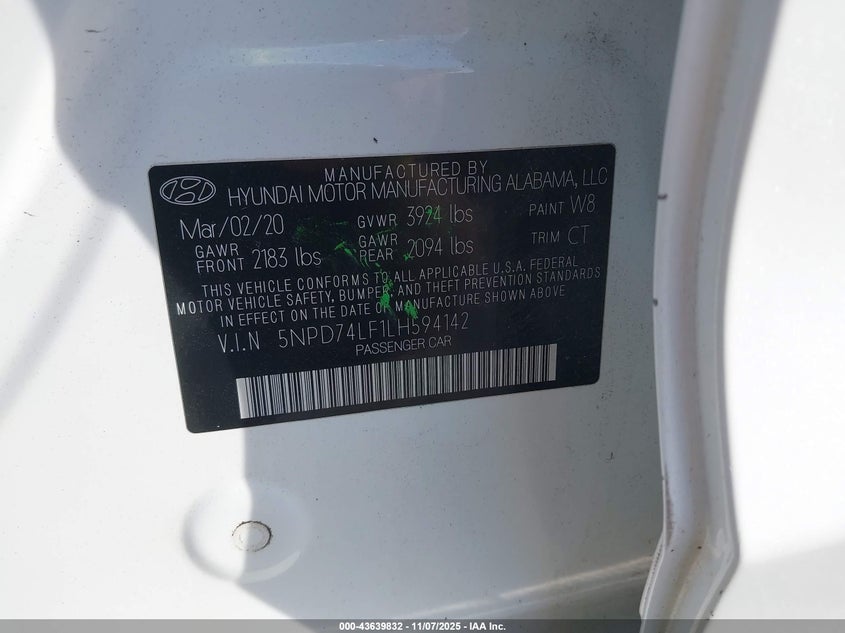 MANUFACTURED BY
HYUNDAI MOTOR MANUFACTURING ALABAMA, LLC
Mar/02/20 GVWR 3924 lbs PAINT W8
GAWR FRONT 2183 lbs GAWR REAR 2094 lbs TRIM CT
THIS VEHICLE CONFORMS TO ALL APPLICABLE U.S.A. FEDERAL
MOTOR VEHICLE SAFETY, BUMPER, AND THEFT PREVENTION STANDARDS
IN EFFECT ON THE DATE OF MANUFACTURE SHOWN ABOVE
V.I.N 5NPD74LF1LH594142
PASSENGER CAR
000-43639832 - 11/07/2025 - IAA Inc.